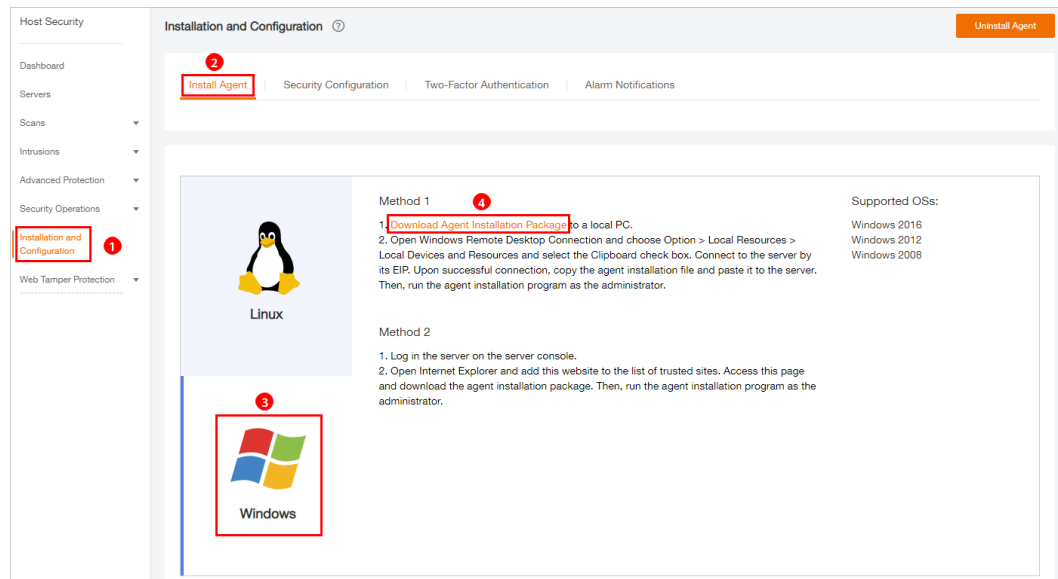 Host Security
Installation and Configuration ?
Uninstall Agent
Dashboard
Servers
Scans
Intrusions
Advanced Protection
Security Operations
Installation and
Configuration
1
Web Tamper Protection
2
Install Agent
Security Configuration
Two-Factor Authentication
Alarm Notifications
Linux
3
Windows
Method 1
4
1. Download Agent Installation Package to a local PC.
2. Open Windows Remote Desktop Connection and choose Option > Local Resources >
Local Devices and Resources and select the Clipboard check box. Connect to the server by
its EIP. Upon successful connection, copy the agent installation file and paste it to the server.
Then, run the agent installation program as the administrator.
Method 2
1. Log in the server on the server console.
2. Open Internet Explorer and add this website to the list of trusted sites. Access this page
and download the agent installation package. Then, run the agent installation program as the
administrator.
Supported OSs:
Windows 2016
Windows 2012
Windows 2008